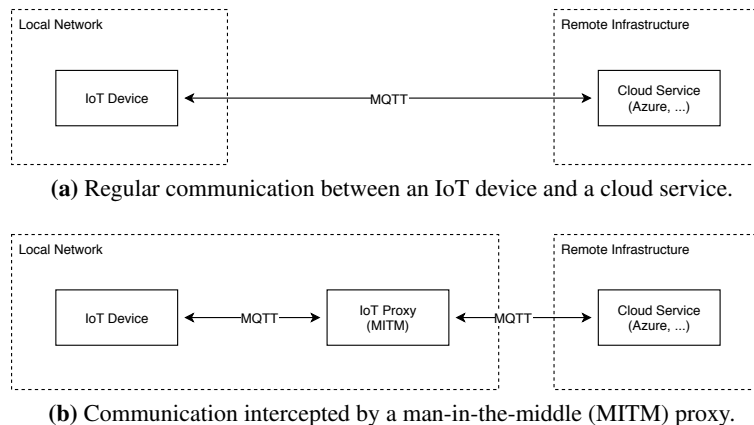 Local Network
Remote Infrastructure
IoT Device
MQTT
Cloud Service
(Azure, ...)
(a) Regular communication between an IoT device and a cloud service.
Local Network
Remote Infrastructure
IoT Device
MQTT
IoT Proxy
(MITM)
MQTT
Cloud Service
(Azure, ...)
(b) Communication intercepted by a man-in-the-middle (MITM) proxy.